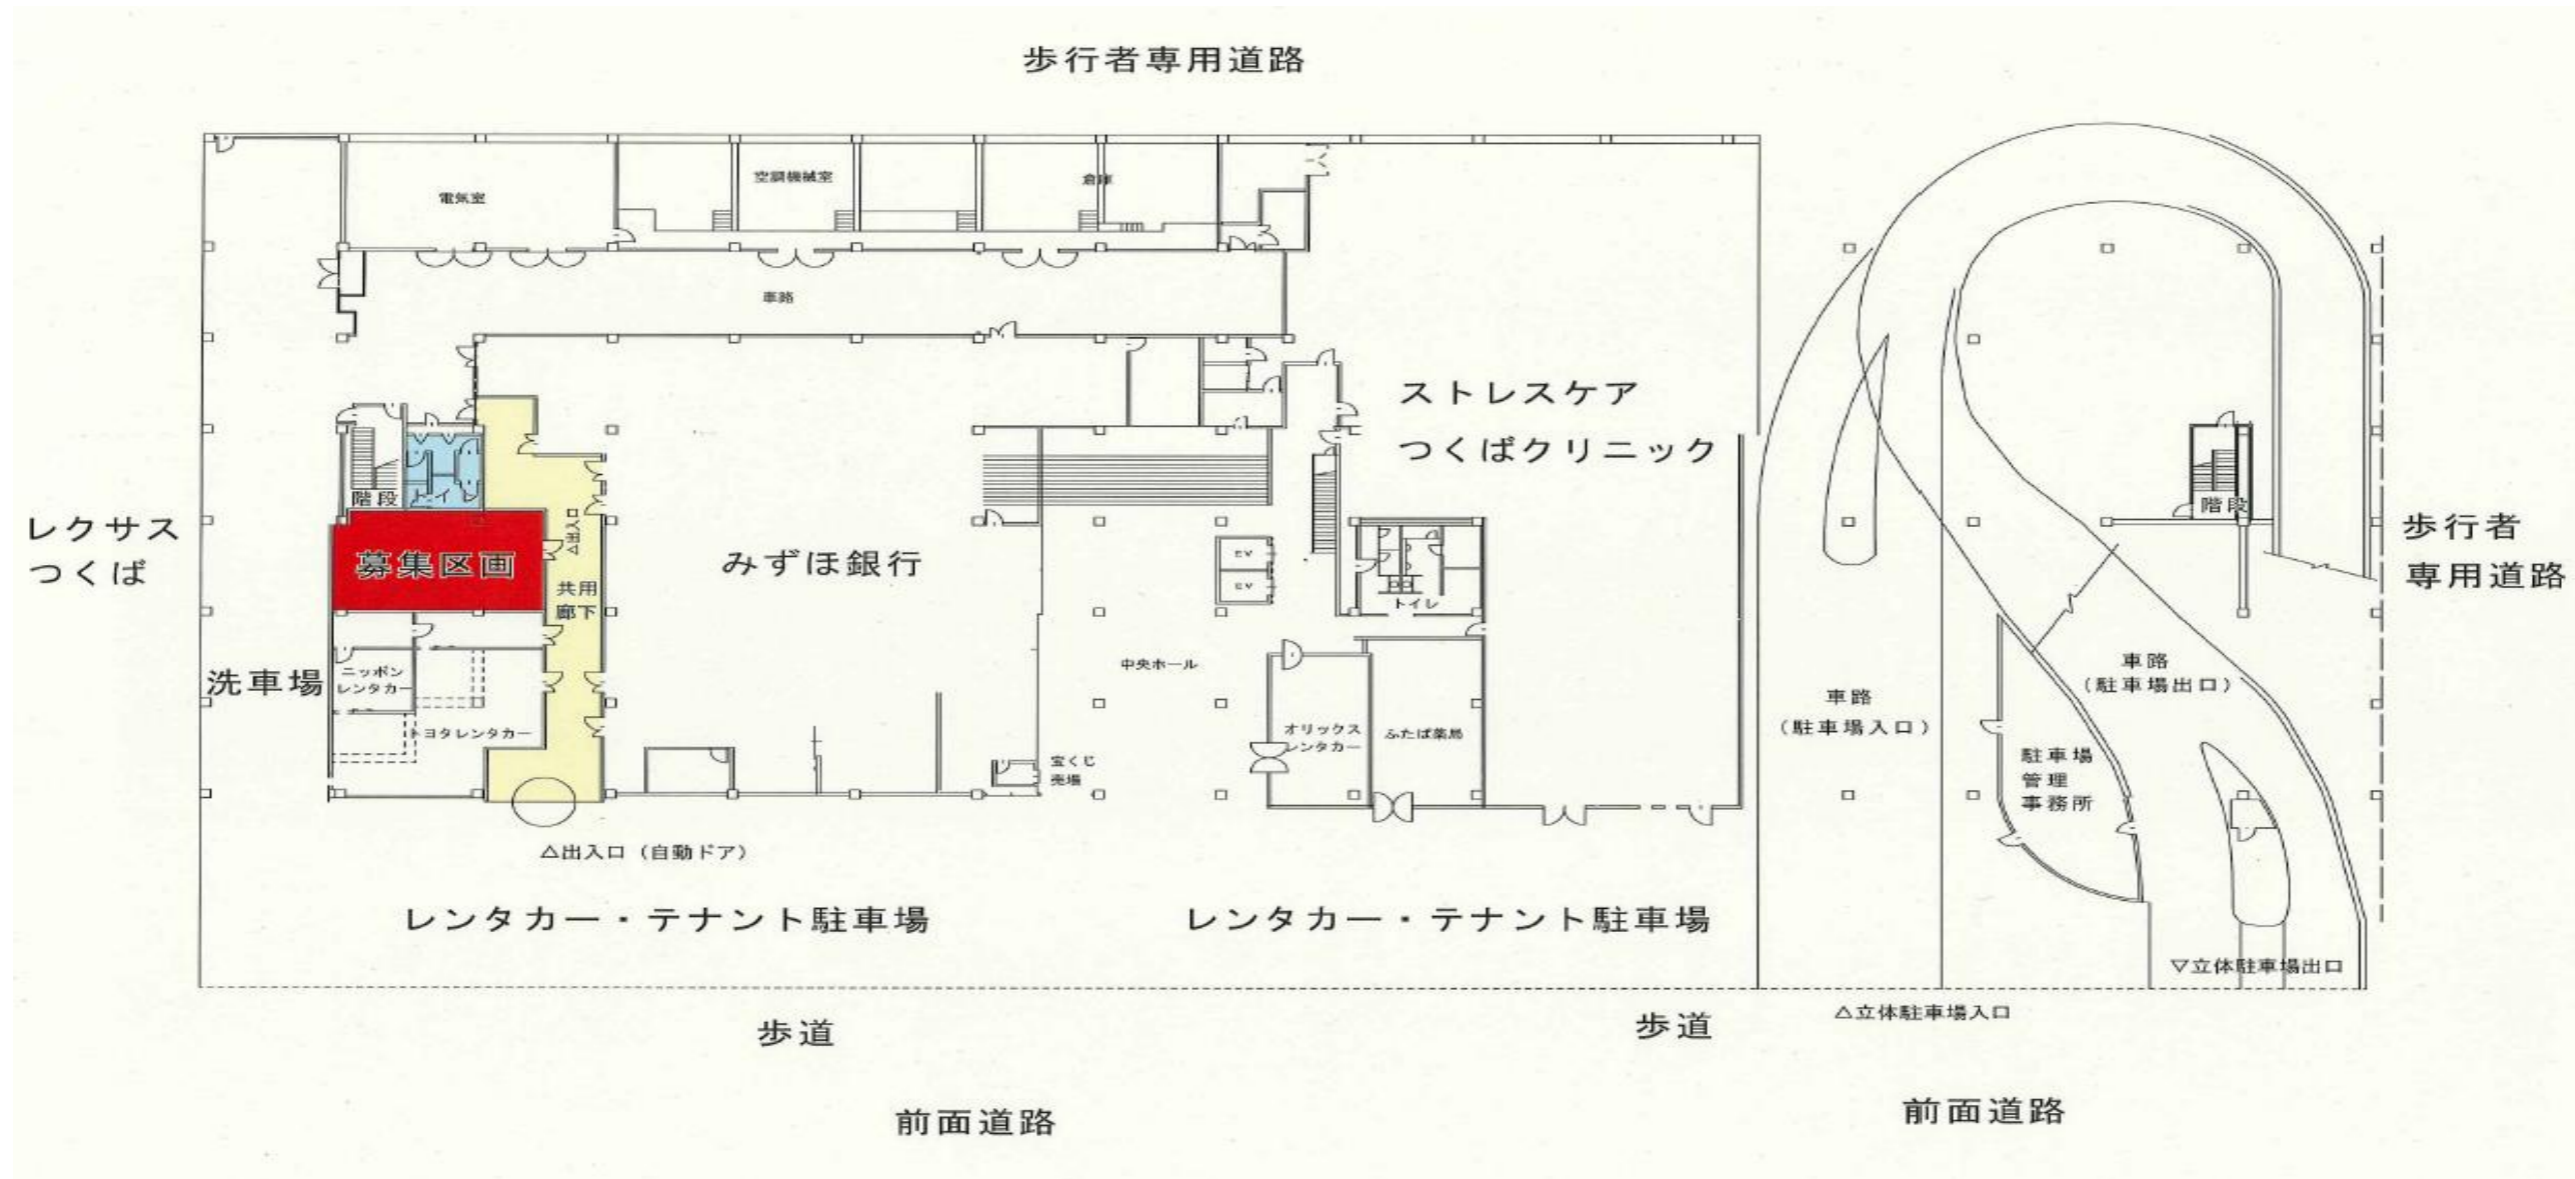 歩行者専用道路
電気室
空調機械室
倉庫
車路
ストレスケア
つくばクリニック
階段
トイレ
レクサス
つくば
募集区画
△出入口
共用
廊下
みずほ銀行
EV
EV
トイレ
階段
歩行者
専用道路
洗車場
ニッポン
レンタカー
トヨタレンタカー
中央ホール
宝くじ
売場
オリックス
レンタカー
ふたば薬局
車路
(駐車場入口)
車路
(駐車場出口)
駐車場
管理
事務所
△出入口(自動ドア)
レンタカー・テナント駐車場
レンタカー・テナント駐車場
▽立体駐車場出口
△立体駐車場入口
歩道
歩道
前面道路
前面道路